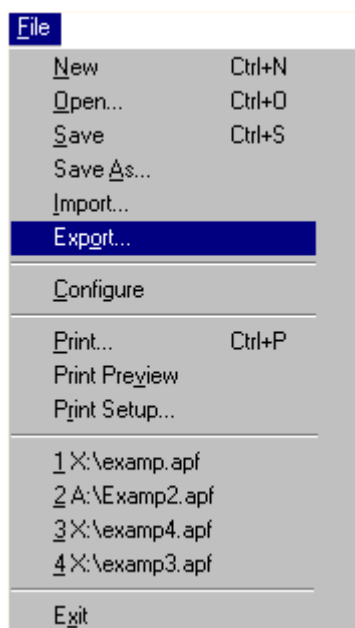 File
New Ctrl+N
Open... Ctrl+O
Save Ctrl+S
Save As...
Import...
Export...
Configure
Print... Ctrl+P
Print Preview
Print Setup...
1 X:\examp.apf
2 A:\Examp2.apf
3 X:\examp4.apf
4 X:\examp3.apf
Exit